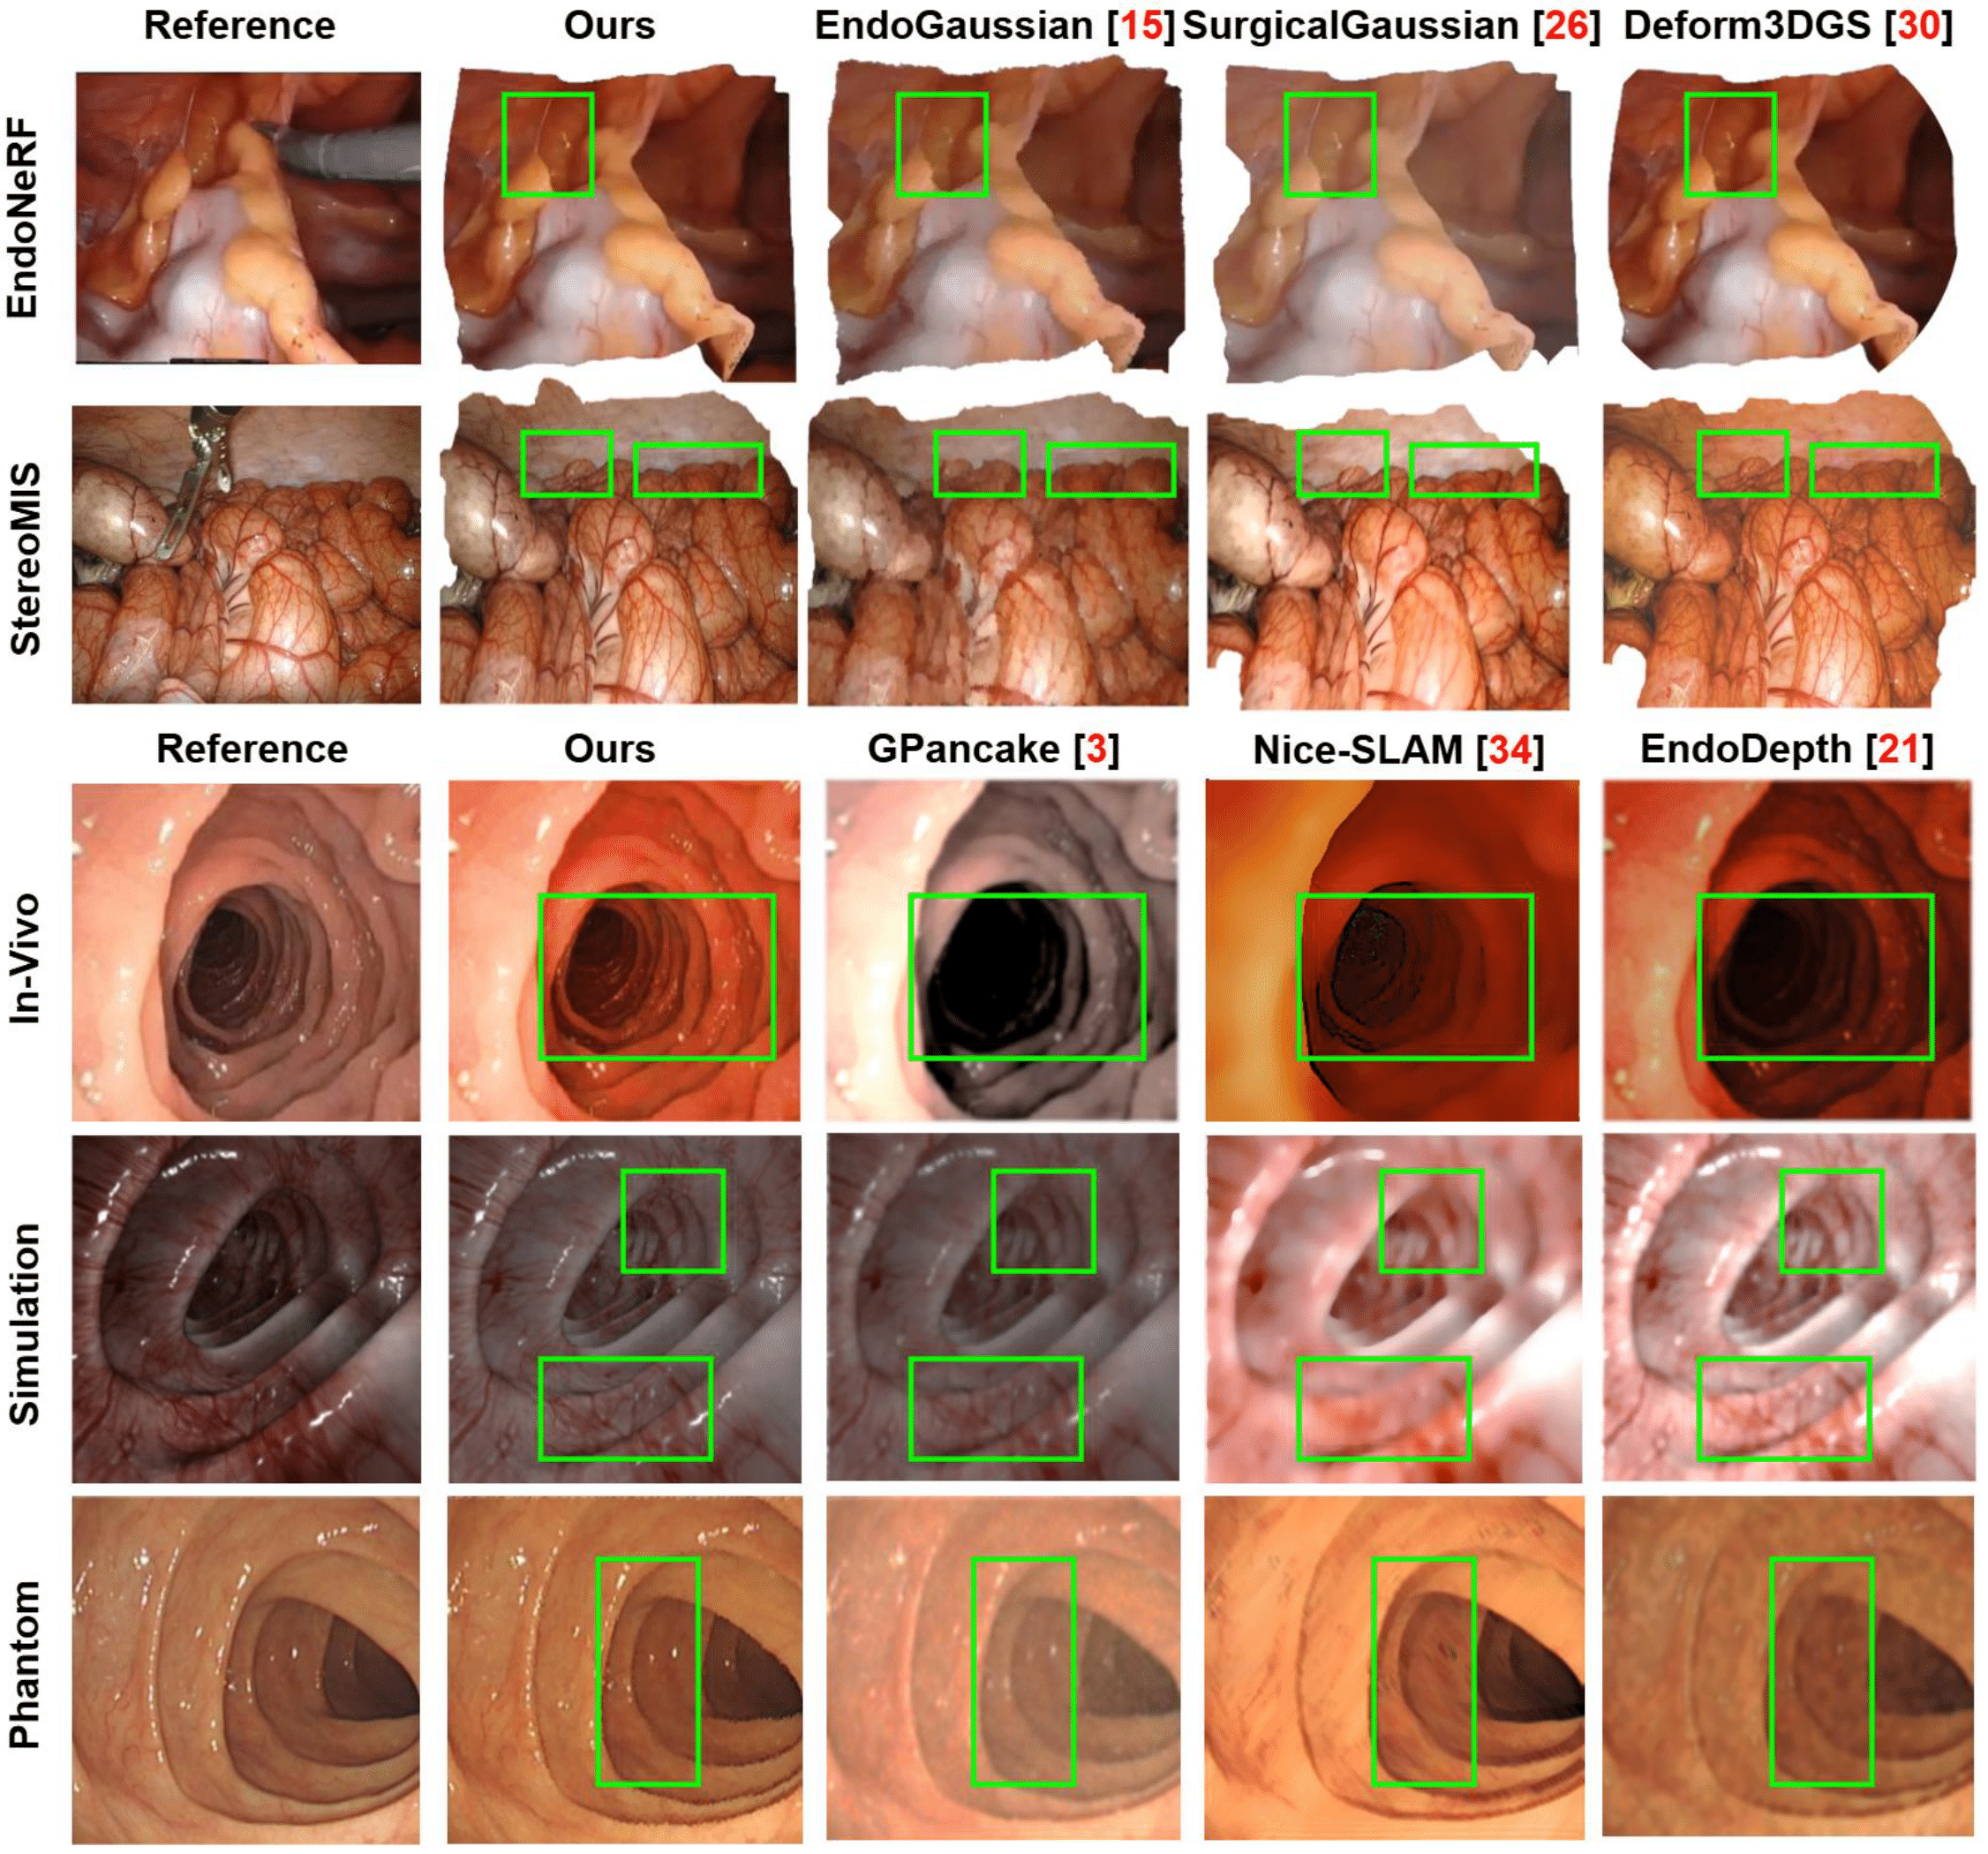 Reference Ours EndoGaussian [15] SurgicalGaussian [26] Deform3DGS [30]
EndoNeRF
StereoMIS
Reference Ours GPancake [3] Nice-SLAM [34] EndoDepth [21]
In-Vivo
Simulation
Phantom